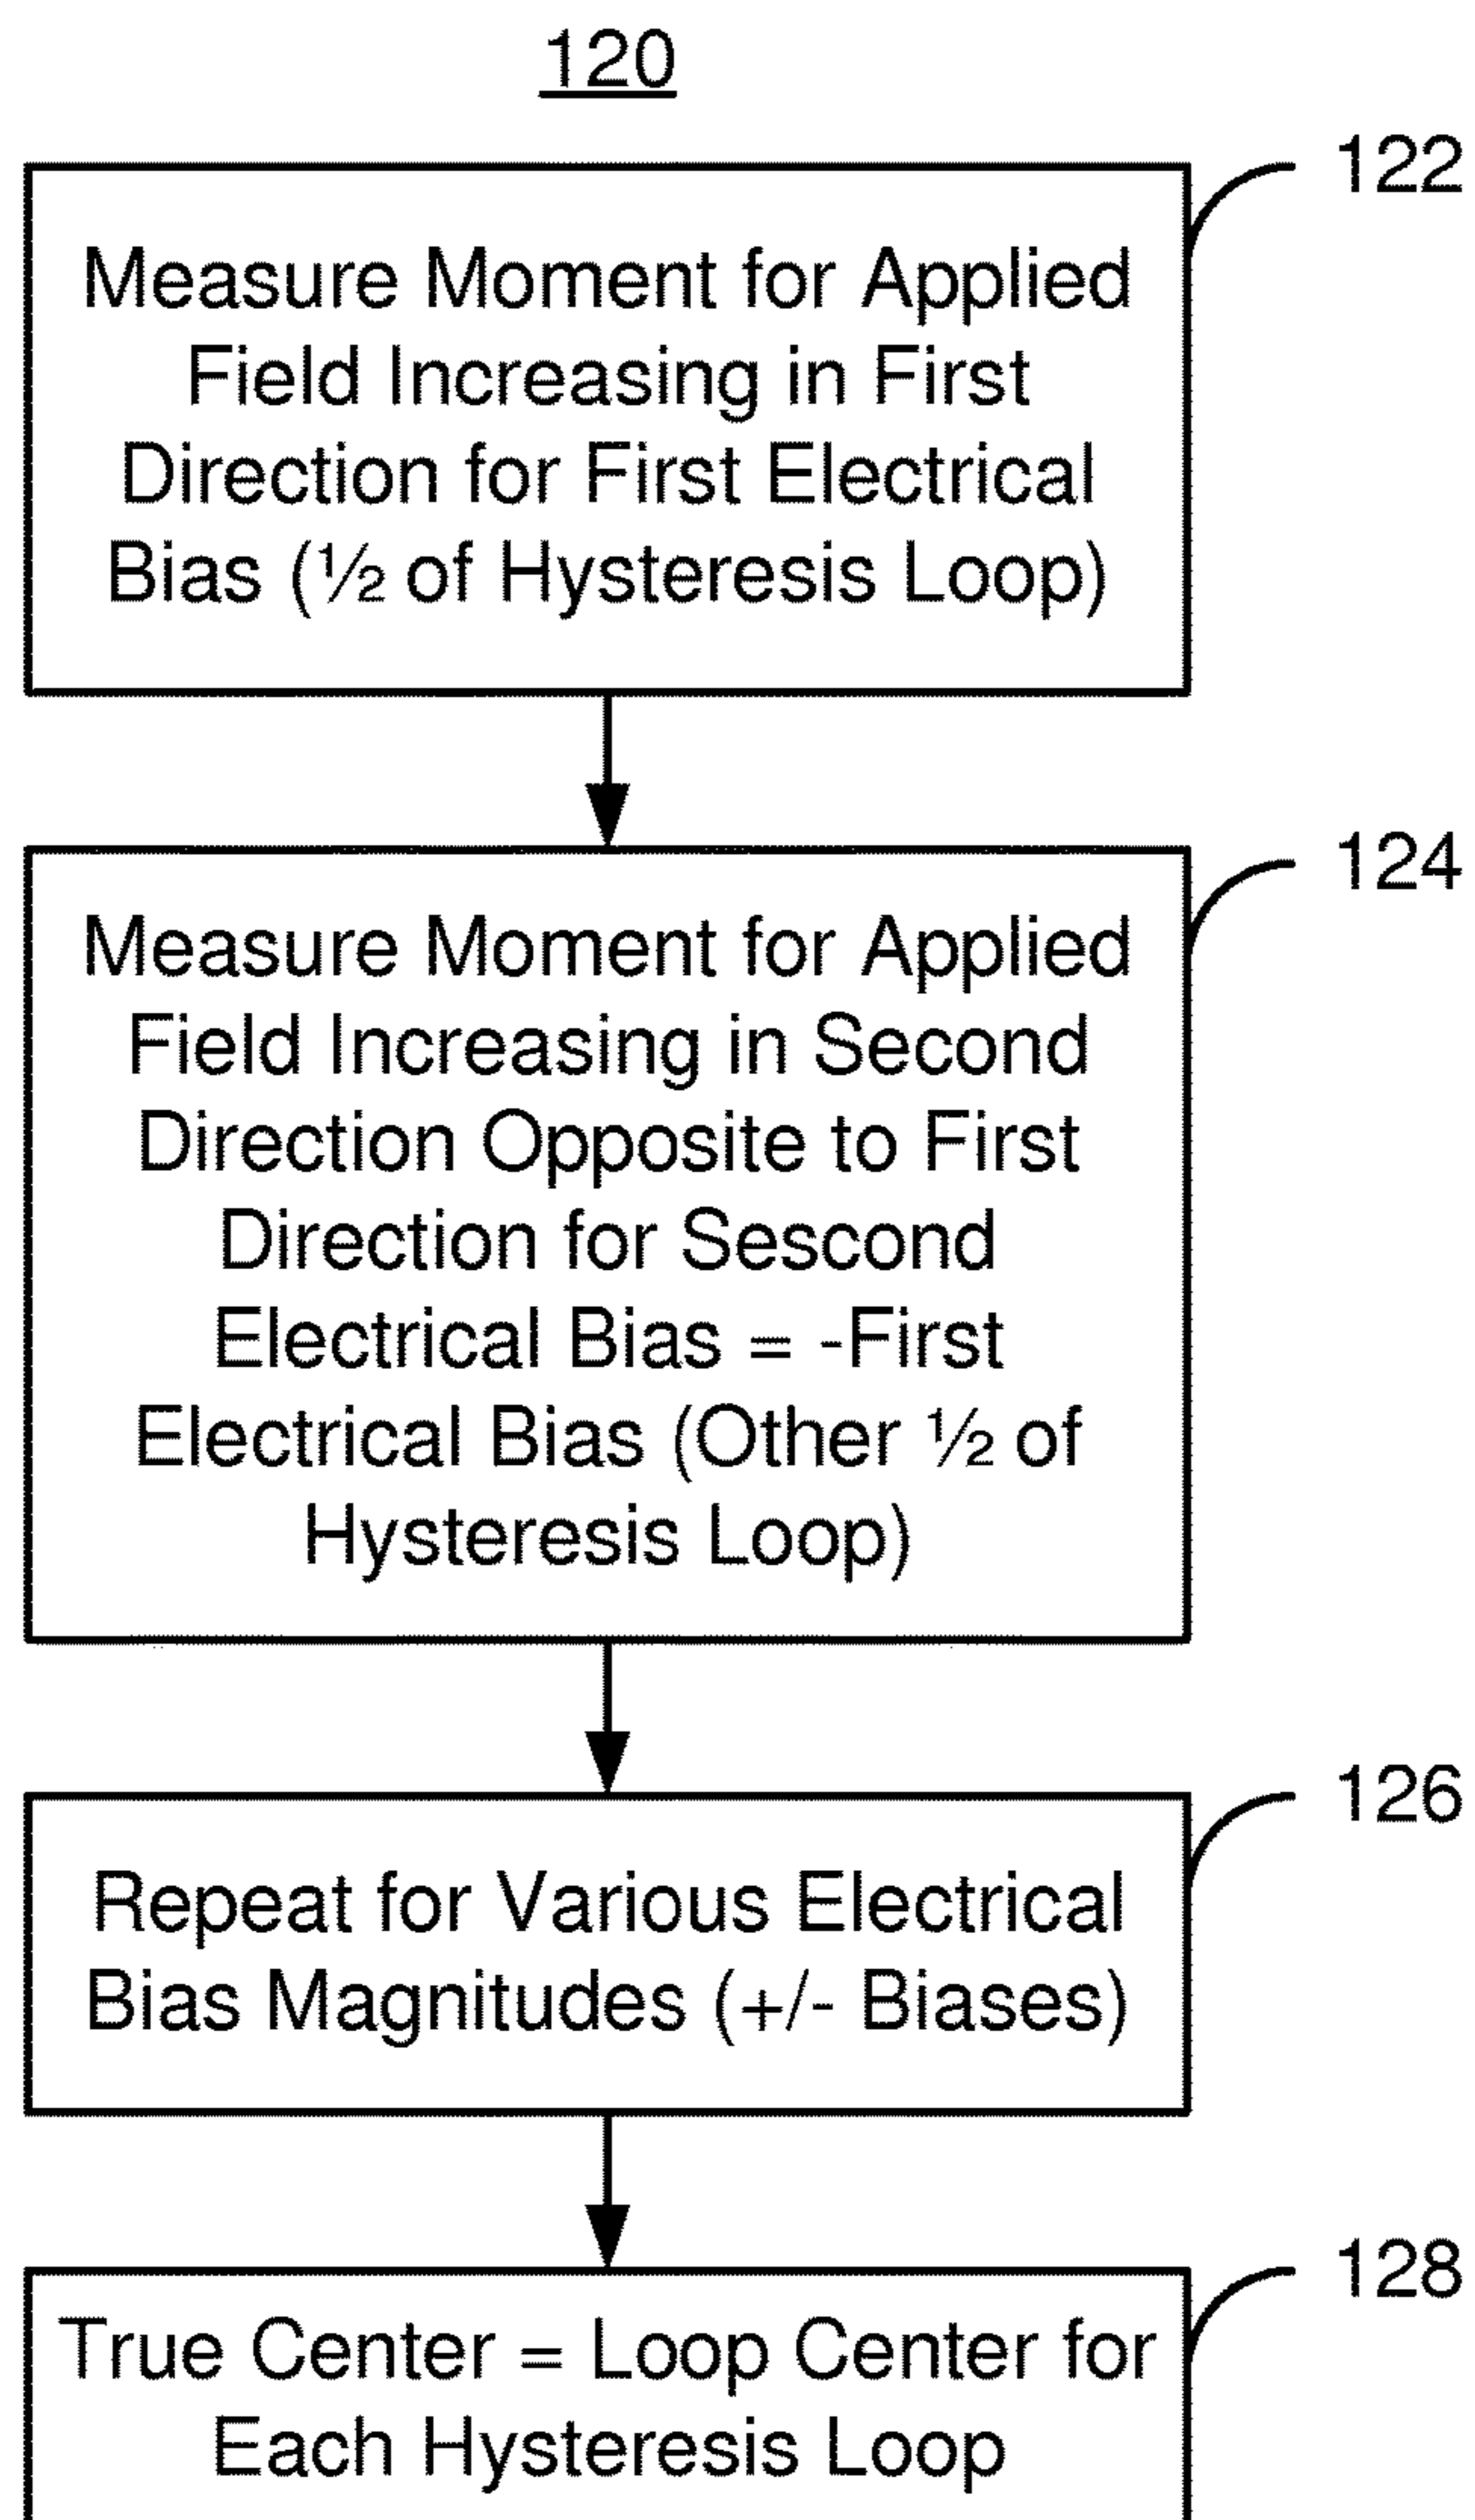 120
122
Measure Moment for Applied
Field Increasing in First
Direction for First Electrical
Bias (½ of Hysteresis Loop)
124
Measure Moment for Applied
Field Increasing in Second
Direction Opposite to First
Direction for Sescond
Electrical Bias = -First
Electrical Bias (Other ½ of
Hysteresis Loop)
126
Repeat for Various Electrical
Bias Magnitudes (+/- Biases)
128
True Center = Loop Center for
Each Hysteresis Loop